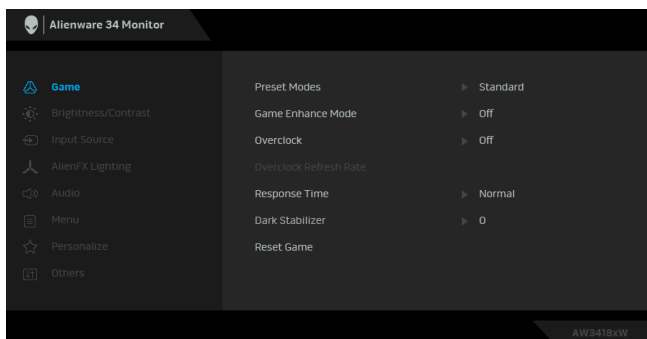 Alienware 34 Monitor
Game
Brightness/Contrast
Input Source
AlienFX Lighting
Audio
Menu
Personalize
Others
Preset Modes Standard
Game Enhance Mode Off
Overclock Off
Overclock Refresh Rate
Response Time Normal
Dark Stabilizer 0
Reset Game
AW3418xW